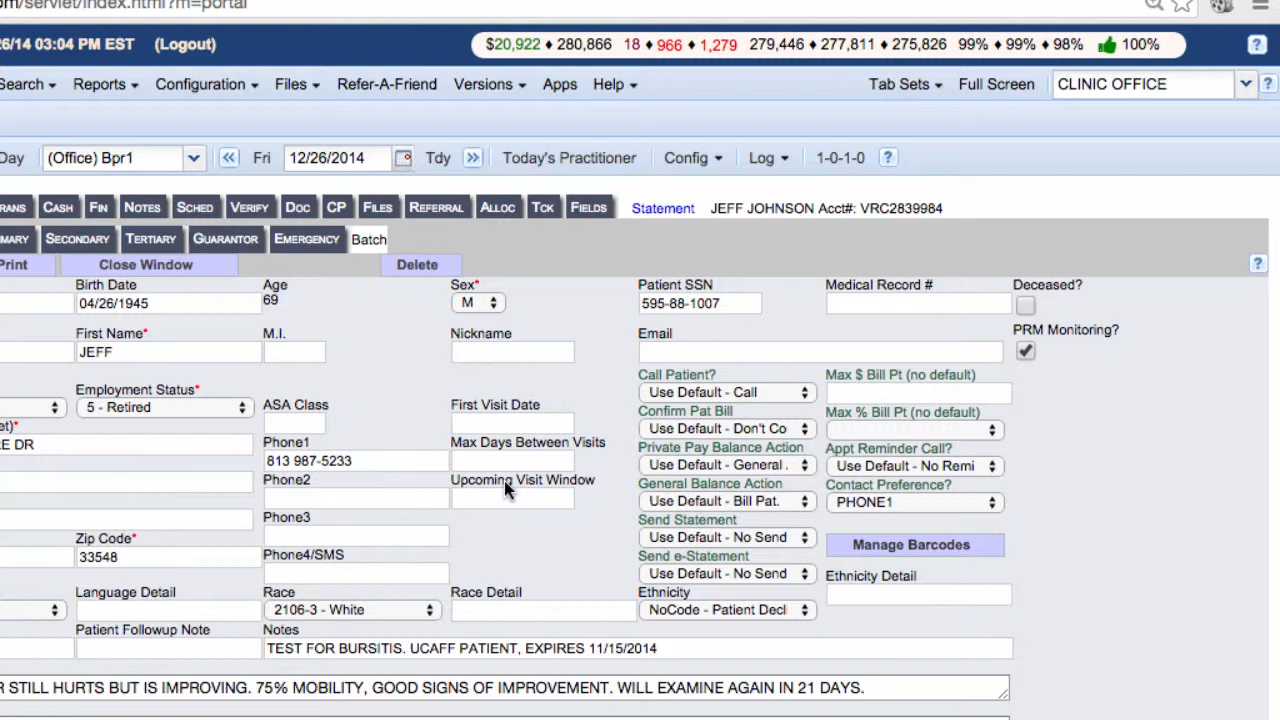 om/servlet/index.html?m=portal
26/14 03:04 PM EST (Logout) $20,922 ♦ 280,866 18 ♦ 966 ♦ 1,279 279,446 ♦ 277,811 ♦ 275,826 99% ♦ 99% ♦ 98% 100% ?
Search Reports Configuration Files Refer-A-Friend Versions Apps Help Tab Sets Full Screen CLINIC OFFICE ?
Day (Office) Bpr1 Fri 12/26/2014 Tdy Today's Practitioner Config Log 1-0-1-0 ?
RANS CASH FIN NOTES SCHED VERIFY DOC CP FILES REFERRAL ALLOC TCK FIELDS Statement JEFF JOHNSON Acct#: VRC2839984
MARY SECONDARY TERTIARY GUARANTOR EMERGENCY Batch
Print Close Window Delete ?
Birth Date Age Sex* Patient SSN Medical Record # Deceased?
04/26/1945 69 M 595-88-1007
First Name* M.I. Nickname Email PRM Monitoring?
JEFF
Call Patient? Max $ Bill Pt (no default)
Employment Status* Use Default - Call
5 - Retired ASA Class First Visit Date Confirm Pat Bill Max % Bill Pt (no default)
et)* Use Default - Don't Co
RE DR Phone1 Max Days Between Visits Private Pay Balance Action Appt Reminder Call?
813 987-5233 Use Default - General . Use Default - No Remi
Phone2 Upcoming Visit Window General Balance Action Contact Preference?
Use Default - Bill Pat. PHONE1
Phone3 Send Statement
Zip Code* Use Default - No Send Manage Barcodes
33548 Phone4/SMS Send e-Statement
Use Default - No Send Ethnicity Detail
Language Detail Race Race Detail Ethnicity
2106-3 - White NoCode - Patient Decl
Patient Followup Note Notes
TEST FOR BURSITIS. UCAFF PATIENT, EXPIRES 11/15/2014
R STILL HURTS BUT IS IMPROVING. 75% MOBILITY, GOOD SIGNS OF IMPROVEMENT. WILL EXAMINE AGAIN IN 21 DAYS.